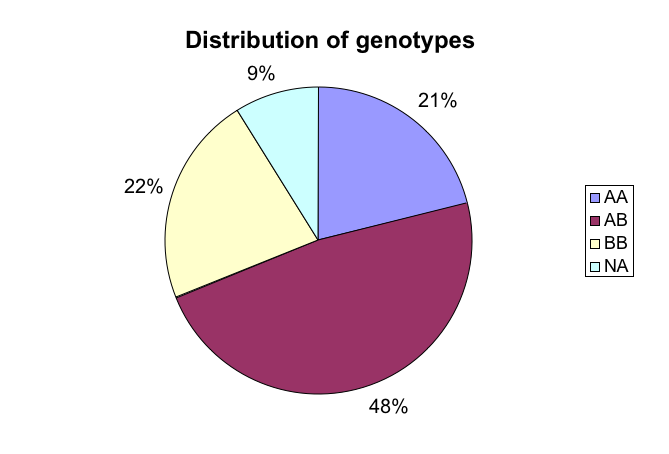 Distribution of genotypes
9%
21%
22%
48%
AA
AB
BB
NA